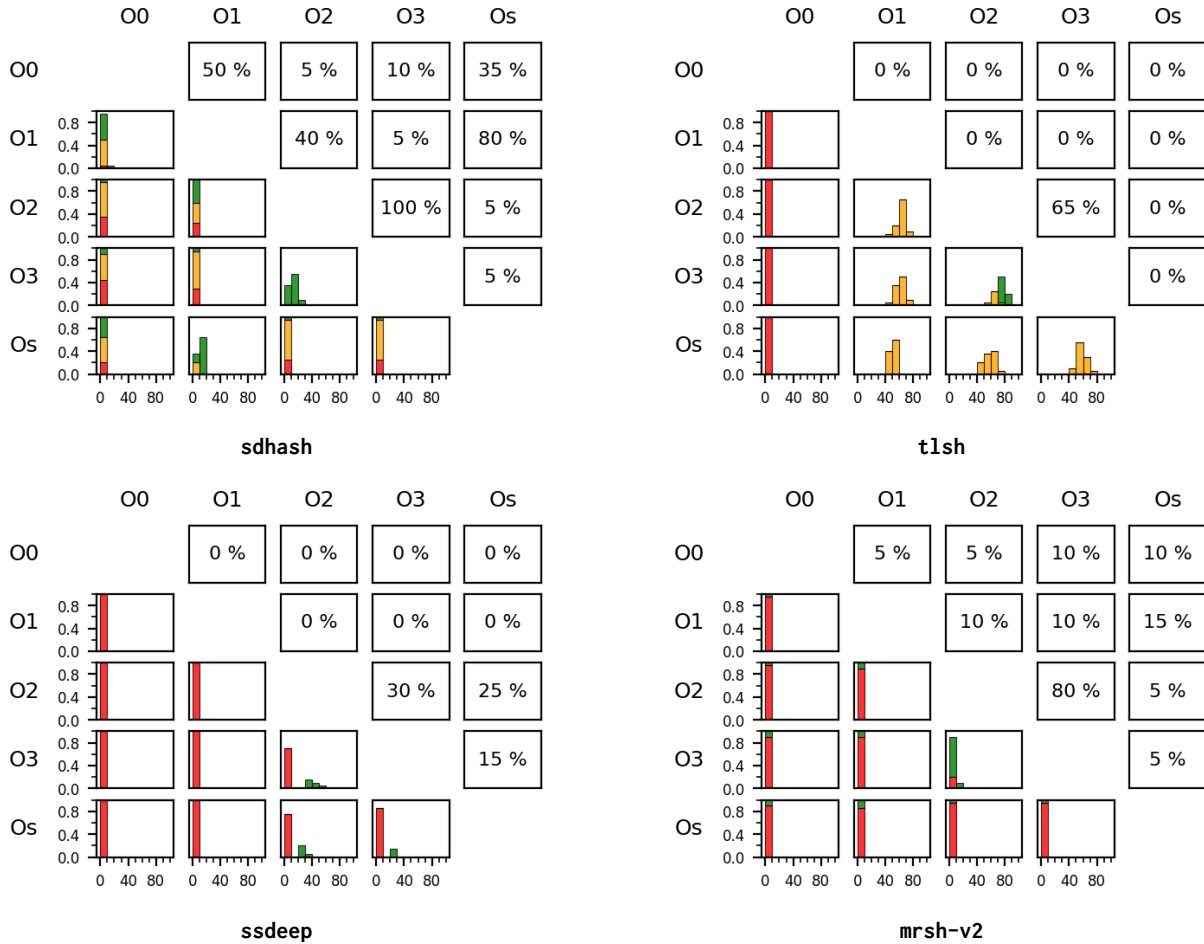 O0 O1 O2 O3 Os
O0 50 % 5 % 10 % 35 %
O1 0.8 0.4 0.0 40 % 5 % 80 %
O2 0.8 0.4 0.0 100 % 5 %
O3 0.8 0.4 0.0 5 %
Os 0.8 0.4 0.0
0 40 80 0 40 80 0 40 80 0 40 80
sdhash
O0 O1 O2 O3 Os
O0 0 % 0 % 0 % 0 %
O1 0.8 0.4 0.0 0 % 0 % 0 %
O2 0.8 0.4 0.0 65 % 0 %
O3 0.8 0.4 0.0 0 %
Os 0.8 0.4 0.0
0 40 80 0 40 80 0 40 80 0 40 80
tlsh
O0 O1 O2 O3 Os
O0 0 % 0 % 0 % 0 %
O1 0.8 0.4 0.0 0 % 0 % 0 %
O2 0.8 0.4 0.0 30 % 25 %
O3 0.8 0.4 0.0 15 %
Os 0.8 0.4 0.0
0 40 80 0 40 80 0 40 80 0 40 80
ssdeep
O0 O1 O2 O3 Os
O0 5 % 5 % 10 % 10 %
O1 0.8 0.4 0.0 10 % 10 % 15 %
O2 0.8 0.4 0.0 80 % 5 %
O3 0.8 0.4 0.0 5 %
Os 0.8 0.4 0.0
0 40 80 0 40 80 0 40 80 0 40 80
mrsh-v2